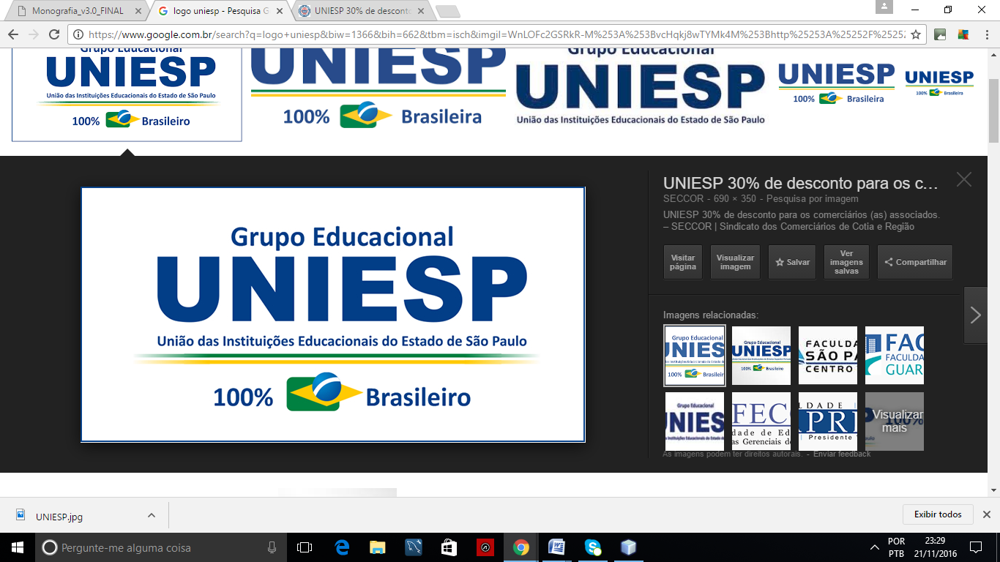 Monografia_v3.0_FINAL
logo uniesp - Pesquisa G
UNIESP 30% de desconto
https://www.google.com.br/search?q=logo+uniesp&biw=1366&bih=662&tbm=isch&imgil=WnLOFc2GSRkR-M%253A%253BvcHqkj8wTYMk4M%253Bhttp%25253A%25252F%2525
Grupo Educacional
UNIESP
União das Instituições Educacionais do Estado de São Paulo
100% Brasileiro
UNIESP
100% Brasileira
Grupo Educacional
UNIESP
União das Instituições Educacionais do Estado de São Paulo
UNIESP
100% Brasileira
UNIESP
100% Brasileira
Grupo Educacional
UNIESP
União das Instituições Educacionais do Estado de São Paulo
100% Brasileiro
UNIESP 30% de desconto para os c...
SECCOR - 690 × 350 - Pesquisa por imagem
UNIESP 30% de desconto para os comerciários (as) associados.
– SECCOR | Sindicato dos Comerciários de Cotia e Região
Visitar página
Visualizar imagem
Salvar
Ver imagens salvas
Compartilhar
Imagens relacionadas:
Grupo Educacional
UNIES
100% Brasileir
Grupo Educacional
UNIESP
100% Brasileiro
FACULDA
SÃO PA
CENTRO
FAC
FACULDA
GUAR
Grupo Educacional
UNIES
FEC
dade de Ed
as Gerenciais d
LDADE
PRE
Presidente
Visualizar mais
As imagens podem ter direitos autorais. - Enviar feedback
UNIESP.jpg
Exibir todos
Pergunte-me alguma coisa
POR
PTB
23:29
21/11/2016